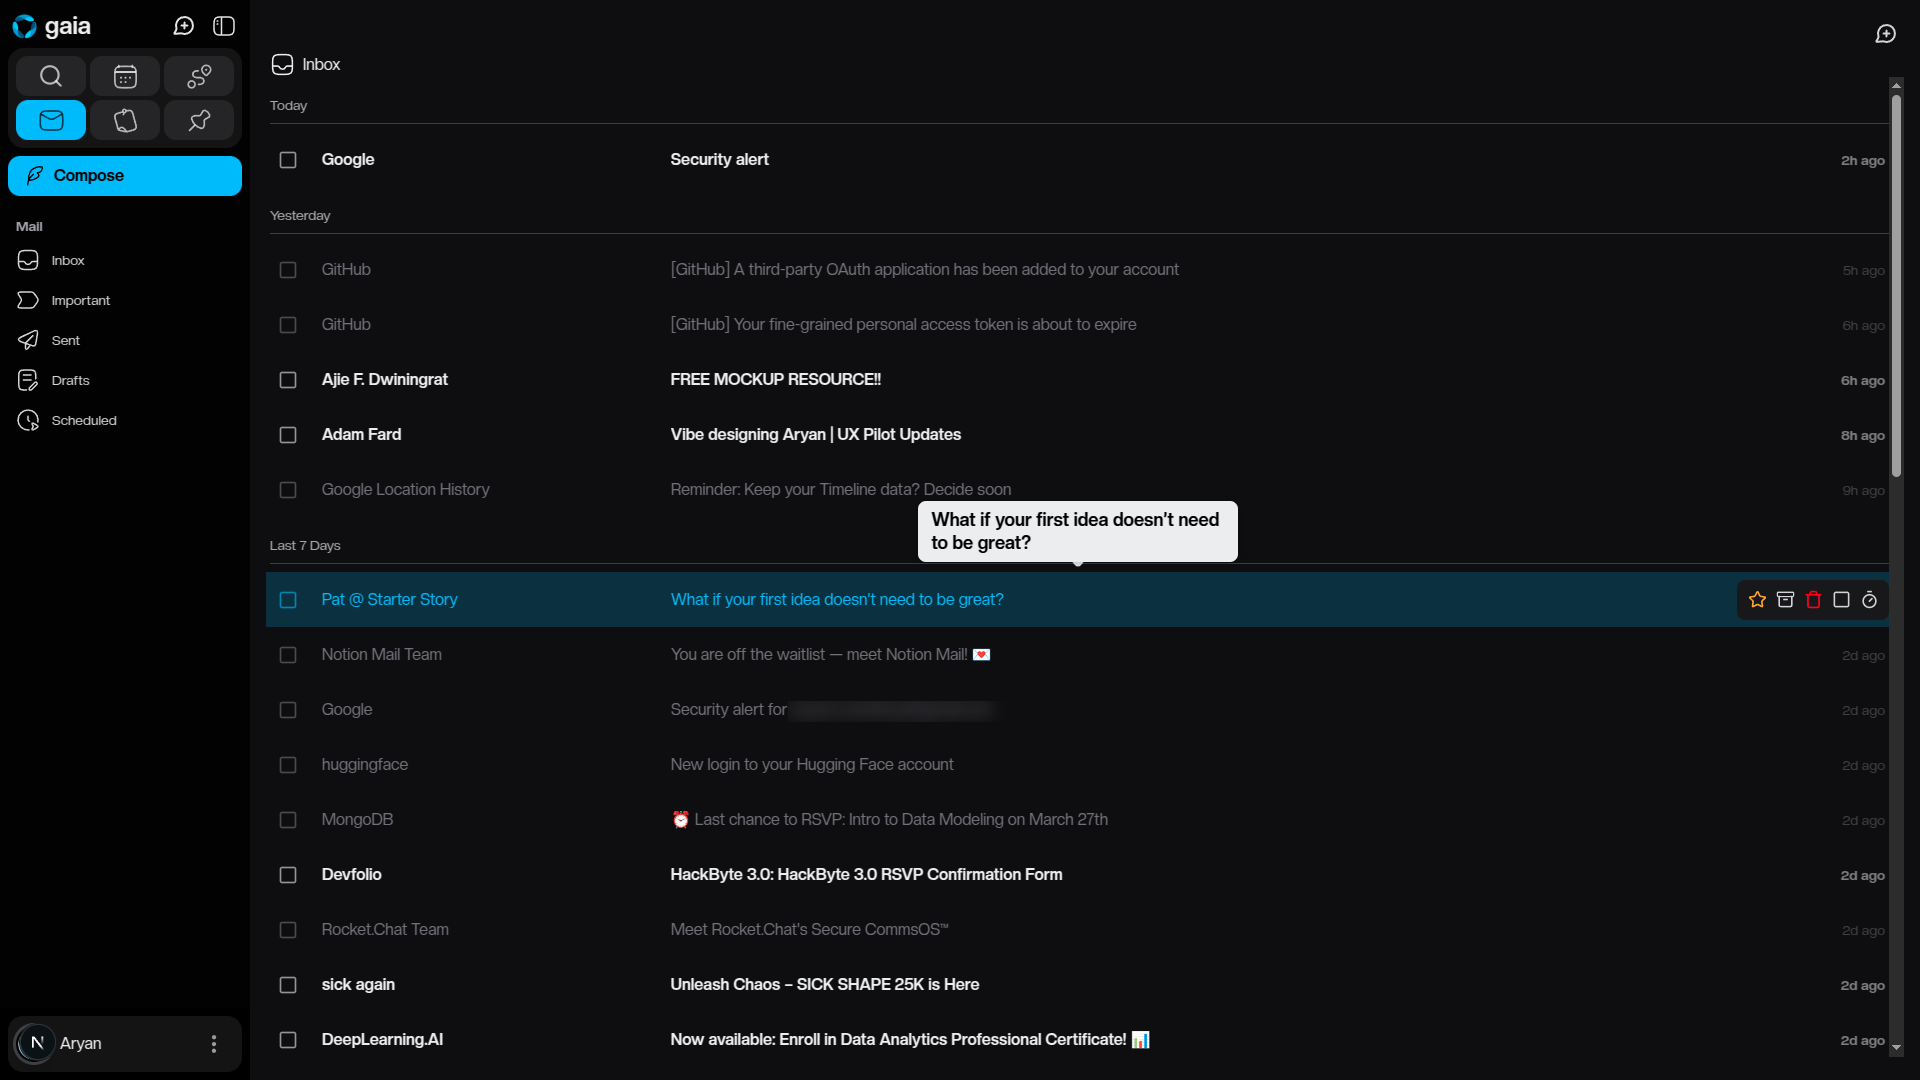 gaia
Compose
Mail
Inbox
Important
Sent
Drafts
Scheduled
N Aryan
Inbox
Today
Google Security alert 2h ago
Yesterday
GitHub [GitHub] A third-party OAuth application has been added to your account 5h ago
GitHub [GitHub] Your fine-grained personal access token is about to expire 6h ago
Ajie F. Dwiningrat FREE MOCKUP RESOURCE!! 6h ago
Adam Fard Vibe designing Aryan | UX Pilot Updates 8h ago
Google Location History Reminder: Keep your Timeline data? Decide soon 9h ago
What if your first idea doesn't need
to be great?
Last 7 Days
Pat @ Starter Story What if your first idea doesn't need to be great?
Notion Mail Team You are off the waitlist — meet Notion Mail! 💌 2d ago
Google Security alert for 2d ago
huggingface New login to your Hugging Face account 2d ago
MongoDB ⏰ Last chance to RSVP: Intro to Data Modeling on March 27th 2d ago
Devfolio HackByte 3.0: HackByte 3.0 RSVP Confirmation Form 2d ago
Rocket.Chat Team Meet Rocket.Chat's Secure CommsOS™ 2d ago
sick again Unleash Chaos – SICK SHAPE 25K is Here 2d ago
DeepLearning.AI Now available: Enroll in Data Analytics Professional Certificate! 📊 2d ago